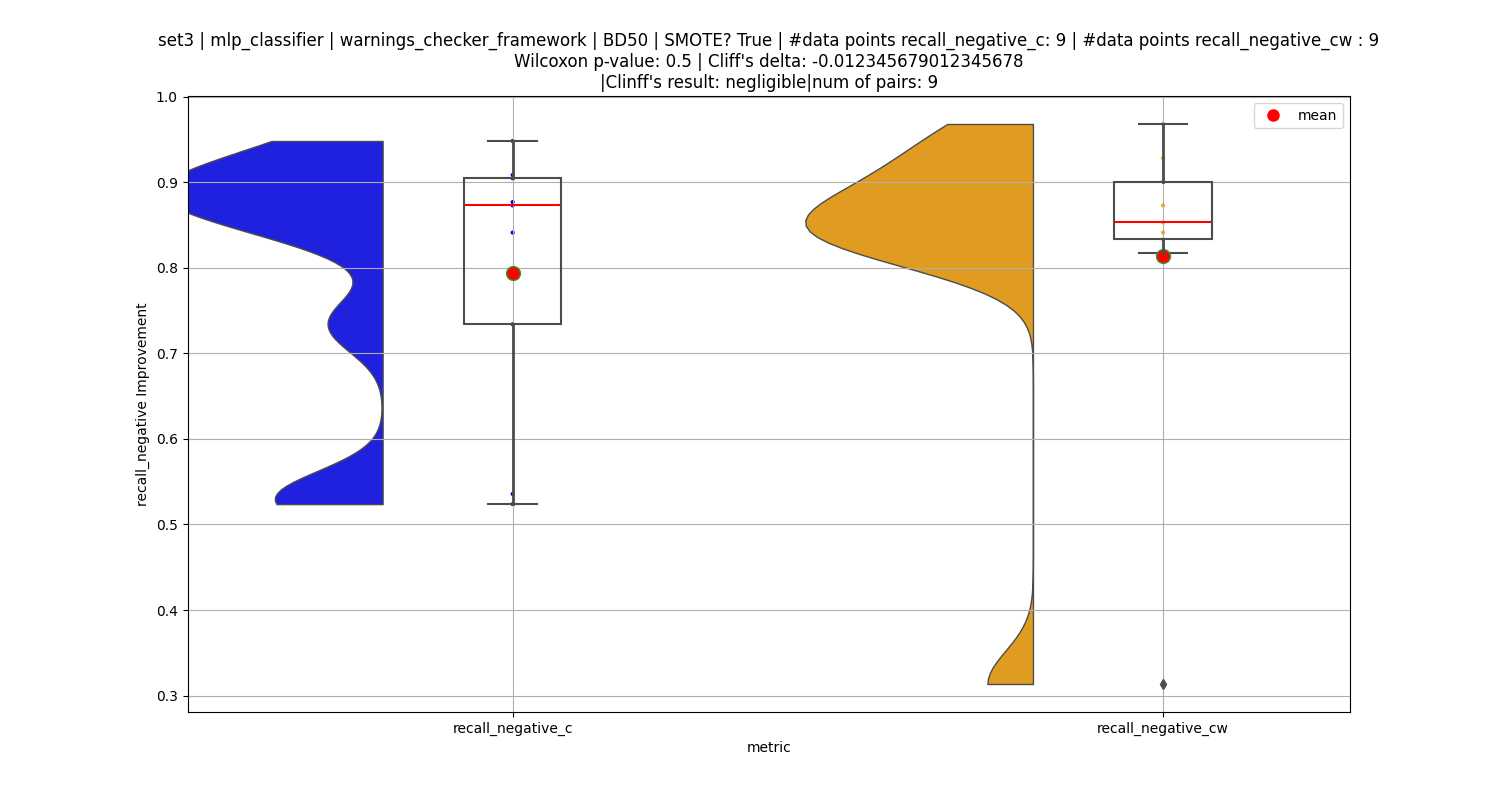 set3 | mlp_classifier | warnings_checker_framework | BD50 | SMOTE? True | #data points recall_negative_c: 9 | #data points recall_negative_cw : 9
Wilcoxon p-value: 0.5 | Cliff's delta: -0.012345679012345678
|Clinff's result: negligible|num of pairs: 9
mean
1.0
0.9
0.8
0.7
0.6
0.5
0.4
0.3
recall_negative Improvement
recall_negative_c
recall_negative_cw
metric